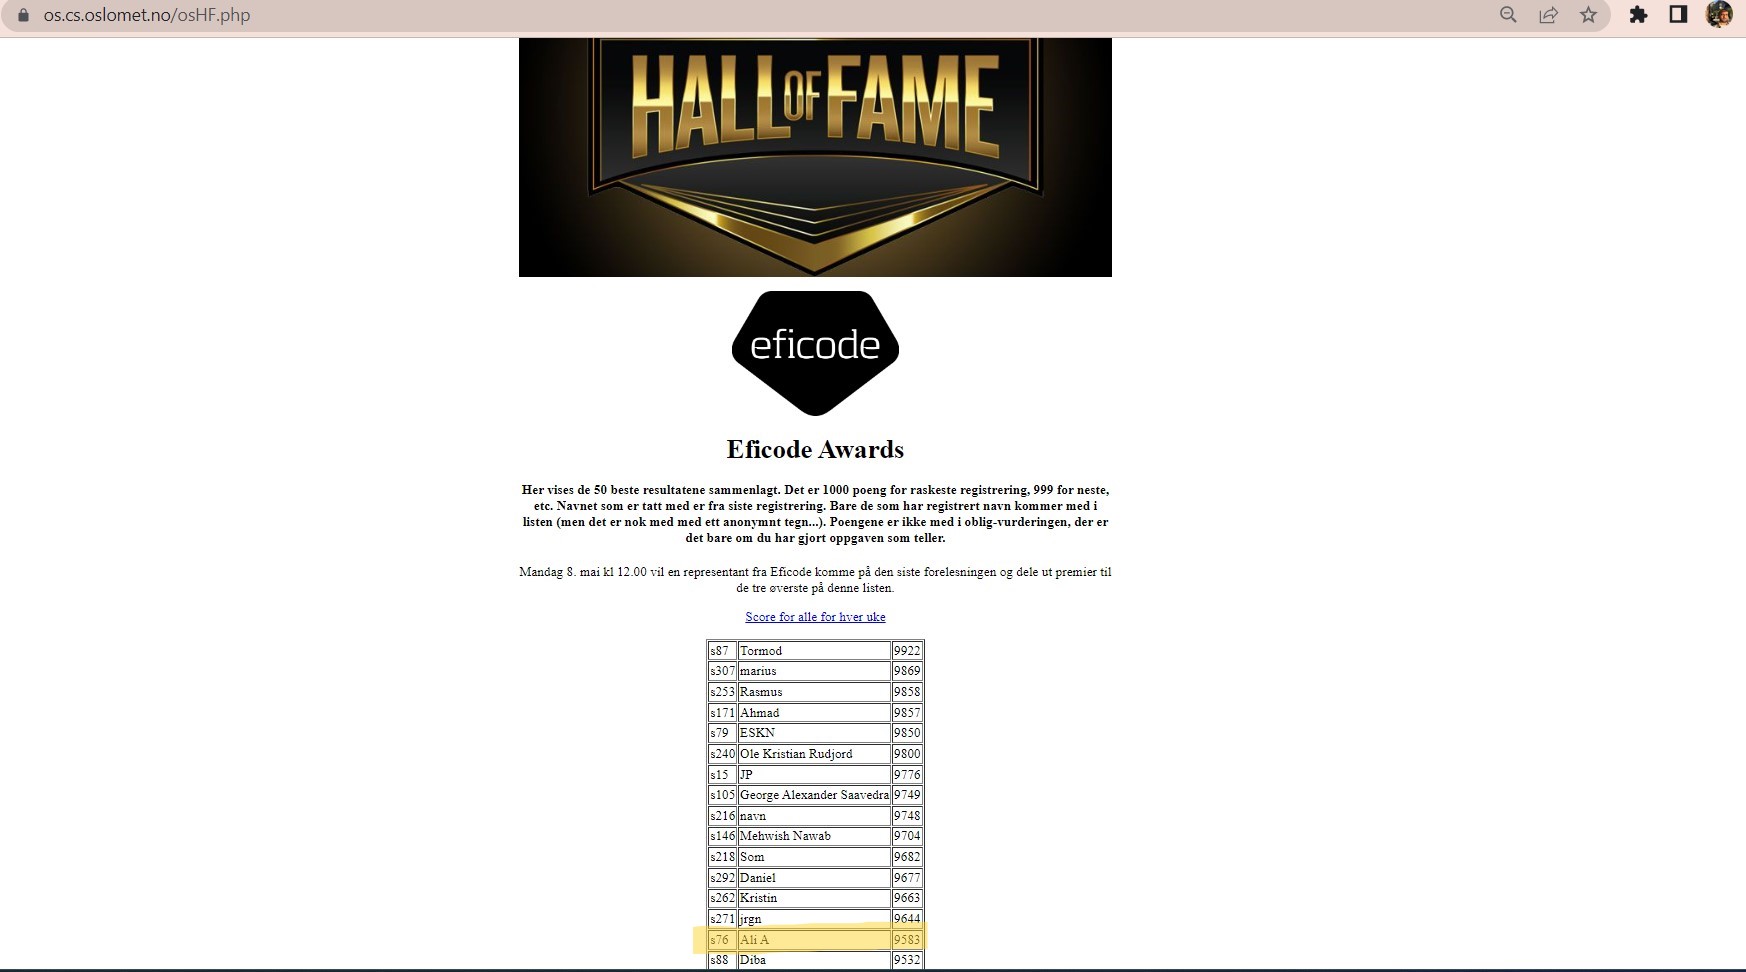 os.cs.oslomet.no/osHF.php
HALL OF FAME
eficode
Eficode Awards
Her vises de 50 beste resultatene sammenlagt. Det er 1000 poeng for raskeste registrering, 999 for neste,
etc. Navnet som er tatt med er fra siste registrering. Bare de som har registrert navn kommer med i
listen (men det er nok med med ett anonymnt tegn...). Poengene er ikke med i oblig-vurderingen, der er
det bare om du har gjort oppgaven som teller.
Mandag 8. mai kl 12.00 vil en representant fra Eficode komme på den siste forelesningen og dele ut premier til
de tre øverste på denne listen.
Score for alle for hver uke
s87 Tormod 9922
s307 marius 9869
s253 Rasmus 9858
s171 Ahmad 9857
s79 ESKN 9850
s240 Ole Kristian Rudjord 9800
s15 JP 9776
s105 George Alexander Saavedra 9749
s216 navn 9748
s146 Mehwish Nawab 9704
s218 Som 9682
s292 Daniel 9677
s262 Kristin 9663
s271 jrgn 9644
s76 Ali A 9583
s88 Diba 9532